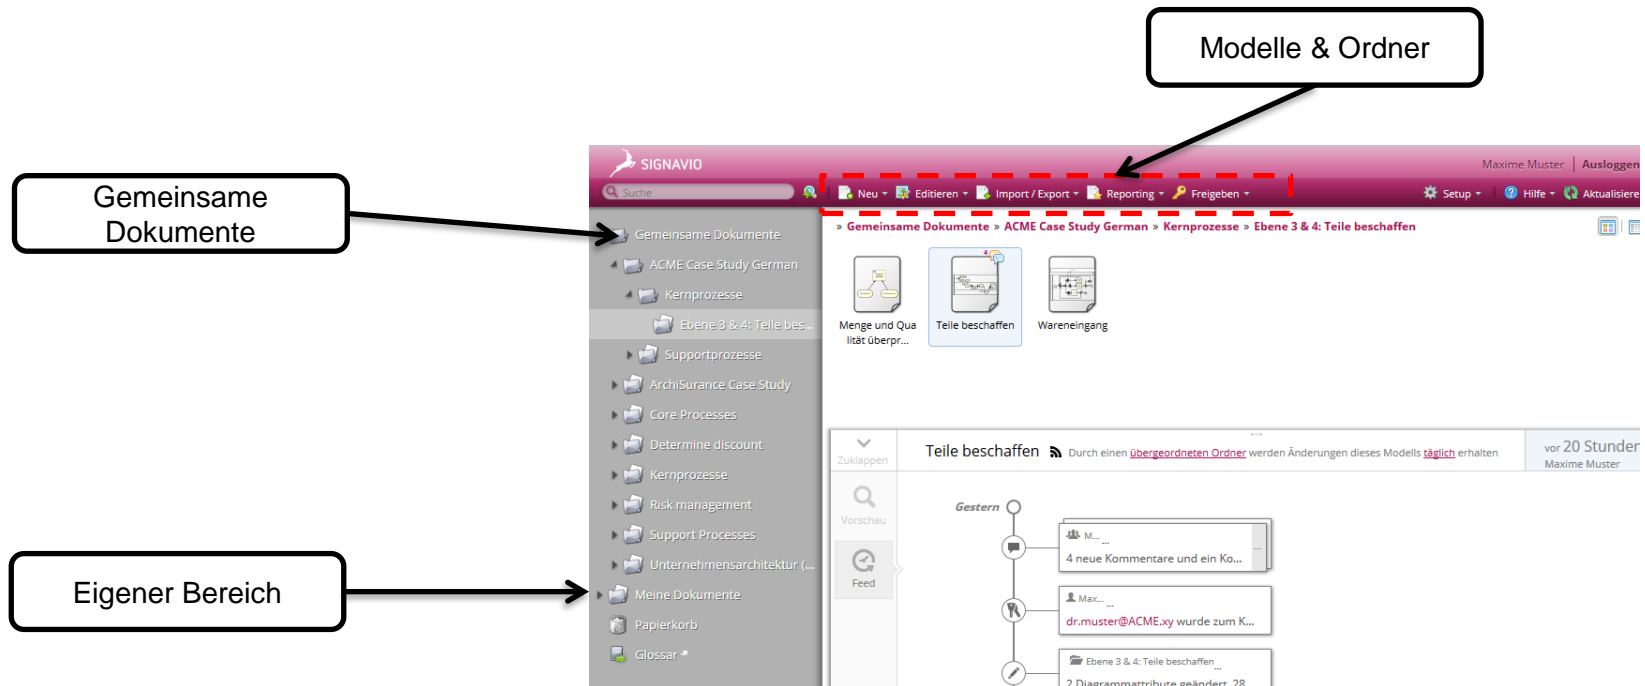 Modelle & Ordner
Gemeinsame
Dokumente
Eigener Bereich
SIGNAVIO
Maxime Muster | Ausloggen
Suche
Neu
Editieren
Import / Export
Reporting
Freigeben
Setup
Hilfe
Aktualisiere
Gemeinsame Dokumente
ACME Case Study German
Kernprozesse
Ebene 3 & 4: Teile bes...
Supportprozesse
ArchiSurance Case Study
Core Processes
Determine discount
Kernprozesse
Risk management
Support Processes
Unternehmensarchitektur (...
Meine Dokumente
Papierkorb
Glossar
» Gemeinsame Dokumente » ACME Case Study German » Kernprozesse » Ebene 3 & 4: Teile beschaffen
4
Menge und Qua
lität überpr...
Teile beschaffen
Wareneingang
Zuklappen
Vorschau
Feed
Teile beschaffen
Durch einen übergeordneten Ordner werden Änderungen dieses Modells täglich erhalten
vor 20 Stunden
Maxime Muster
Gestern
M... ...
4 neue Kommentare und ein Ko...
...
Max... ...
dr.muster@ACME.xy wurde zum K...
Ebene 3 & 4: Teile beschaffen ...
2 Diagrammattribute geändert, 28